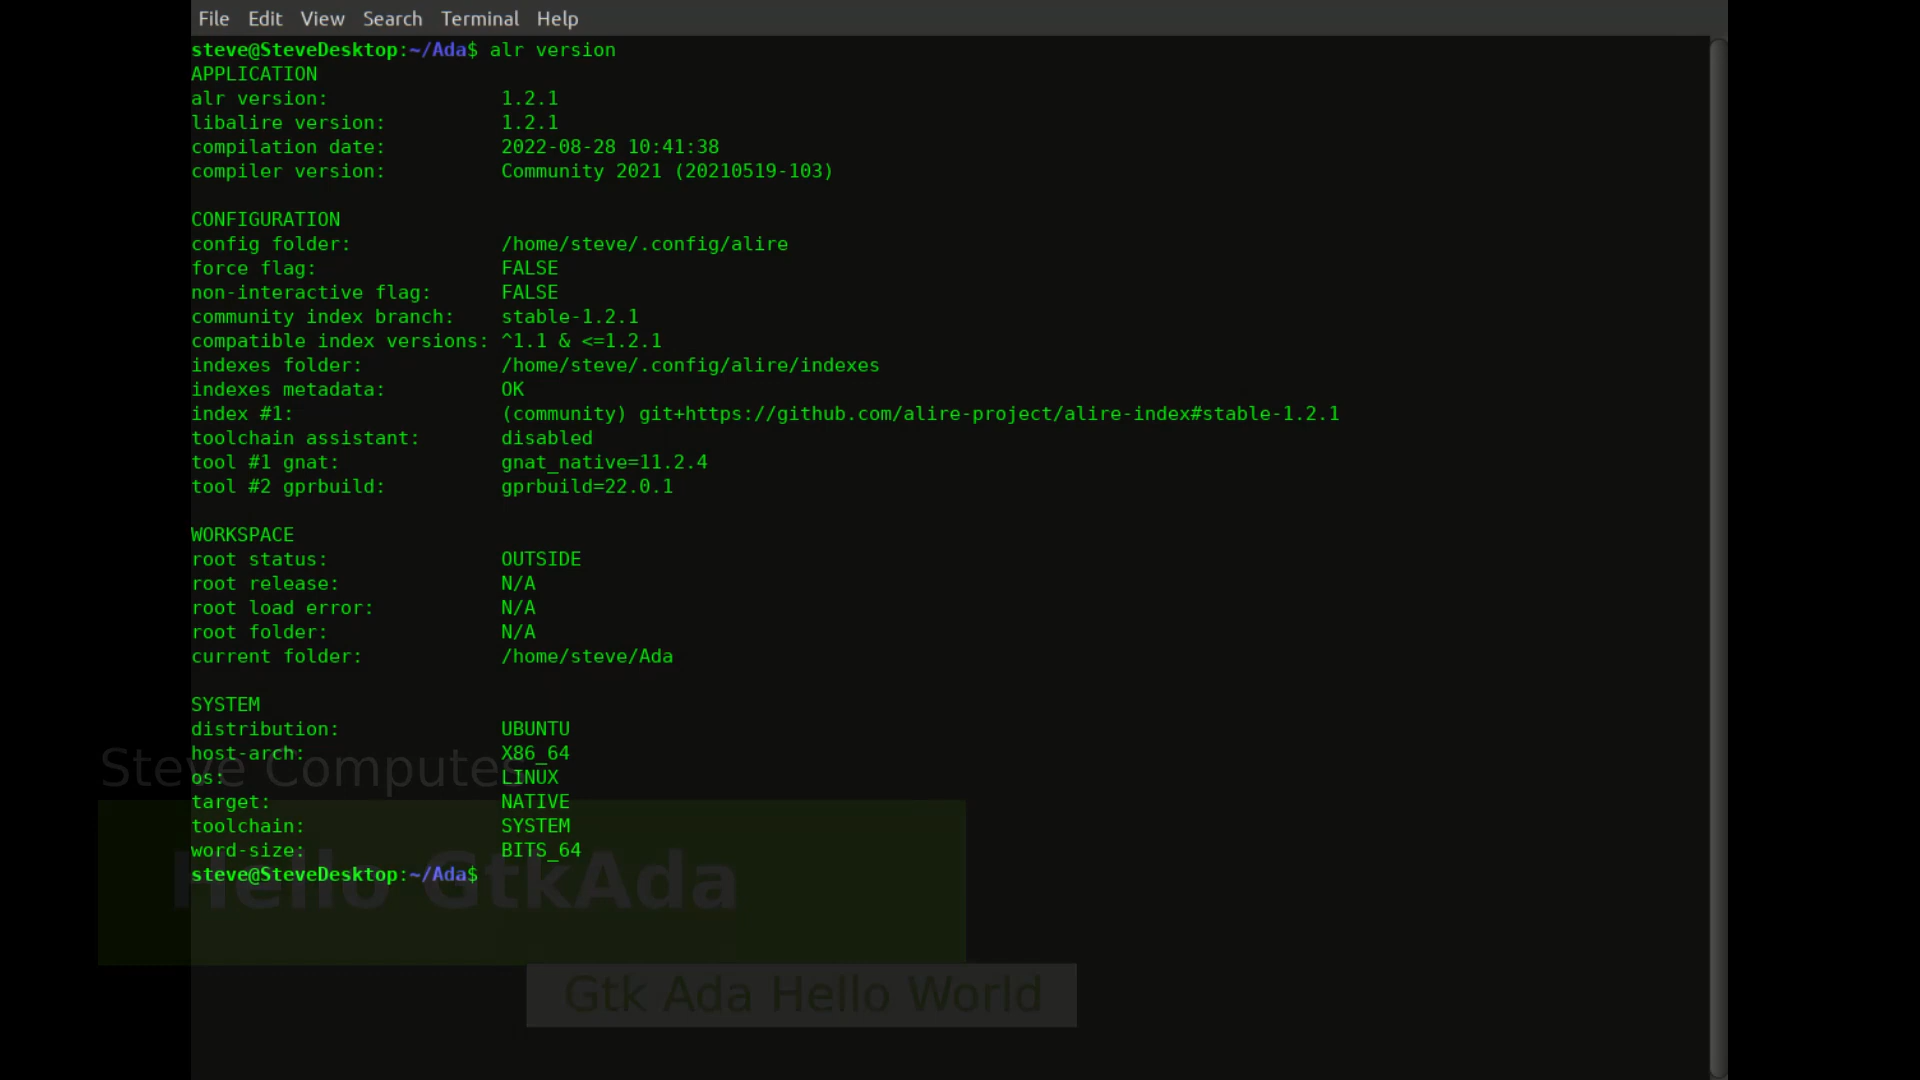 File Edit View Search Terminal Help
steve@SteveDesktop:~/Ada$ alr version
APPLICATION
alr version: 1.2.1
libalire version: 1.2.1
compilation date: 2022-08-28 10:41:38
compiler version: Community 2021 (20210519-103)
CONFIGURATION
config folder: /home/steve/.config/alire
force flag: FALSE
non-interactive flag: FALSE
community index branch: stable-1.2.1
compatible index versions: ^1.1 & <=1.2.1
indexes folder: /home/steve/.config/alire/indexes
indexes metadata: OK
index #1: (community) git+https://github.com/alire-project/alire-index#stable-1.2.1
toolchain assistant: disabled
tool #1 gnat: gnat_native=11.2.4
tool #2 gprbuild: gprbuild=22.0.1
WORKSPACE
root status: OUTSIDE
root release: N/A
root load error: N/A
root folder: N/A
current folder: /home/steve/Ada
SYSTEM
distribution: UBUNTU
host-arch: X86_64
os: LINUX
target: NATIVE
toolchain: SYSTEM
word-size: BITS_64
steve@SteveDesktop:~/Ada$
Steve Computes
Hello GtkAda
Gtk Ada Hello World